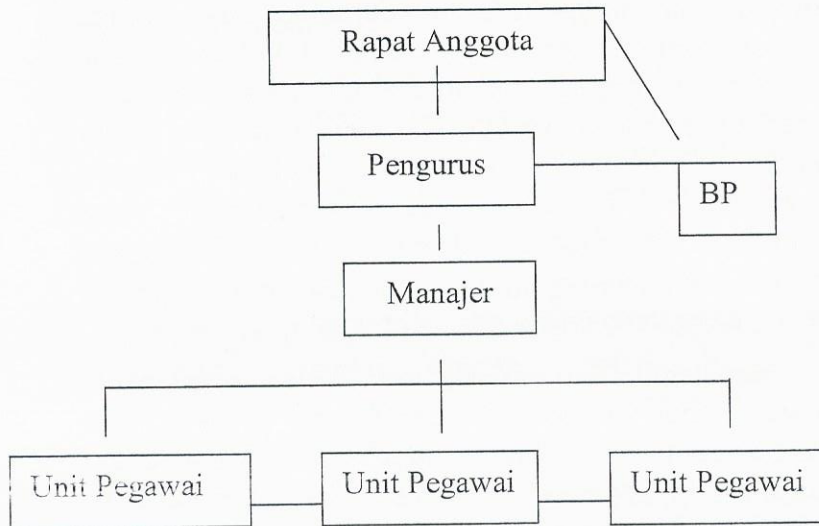 Rapat Anggota
Pengurus
BP
Manajer
Unit Pegawai
Unit Pegawai
Unit Pegawai